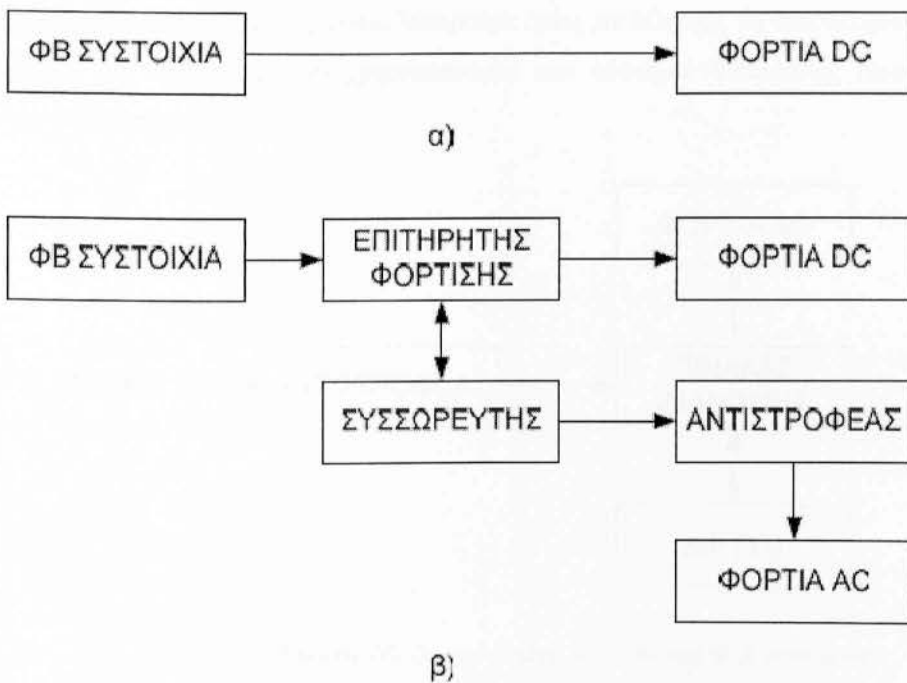 ΦΒ ΣΥΣΤΟΙΧΙΑ
ΦΟΡΤΙΑ DC
α)
ΦΒ ΣΥΣΤΟΙΧΙΑ
ΕΠΙΤΗΡΗΤΗΣ
ΦΟΡΤΙΣΗΣ
ΦΟΡΤΙΑ DC
ΣΥΣΣΩΡΕΥΤΗΣ
ΑΝΤΙΣΤΡΟΦΕΑΣ
ΦΟΡΤΙΑ AC
β)